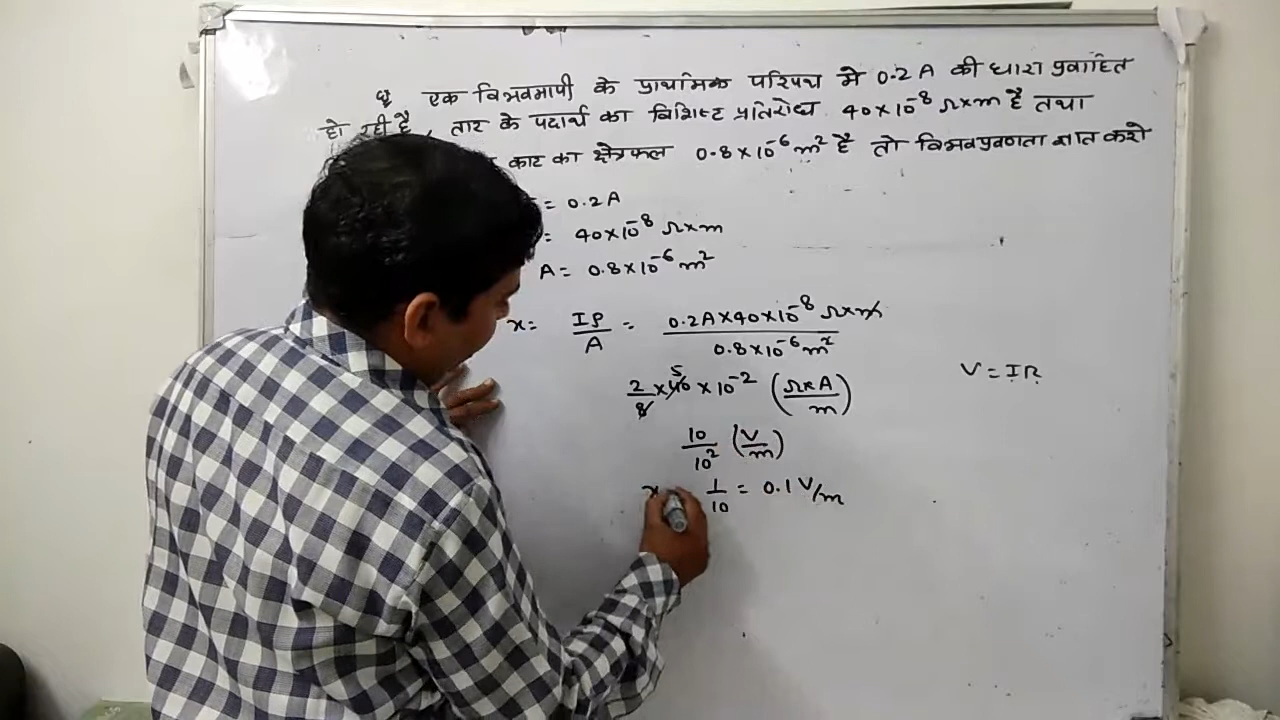 प्र एक विभवमापी के प्राथमिक परिपथ मे 0.2 A की धारा प्रवाहित
हो रही है, तार के पदार्थ का विशिष्ट प्रतिरोध 40×10⁻⁸ Ω×m है तथा
काट का क्षेत्रफल 0.8×10⁻⁶ m² है तो विभवप्रवणता ज्ञात करो
= 0.2A
= 40×10⁻⁸ Ω×m
A = 0.8×10⁻⁶ m²
x = Iρ/A = 0.2A×40×10⁻⁸ Ω×m / 0.8×10⁻⁶ m²
V = IR
2/8 × 40 5 × 10⁻² (Ω×A/m)
10/10² (V/m)
x 1/10 = 0.1 V/m